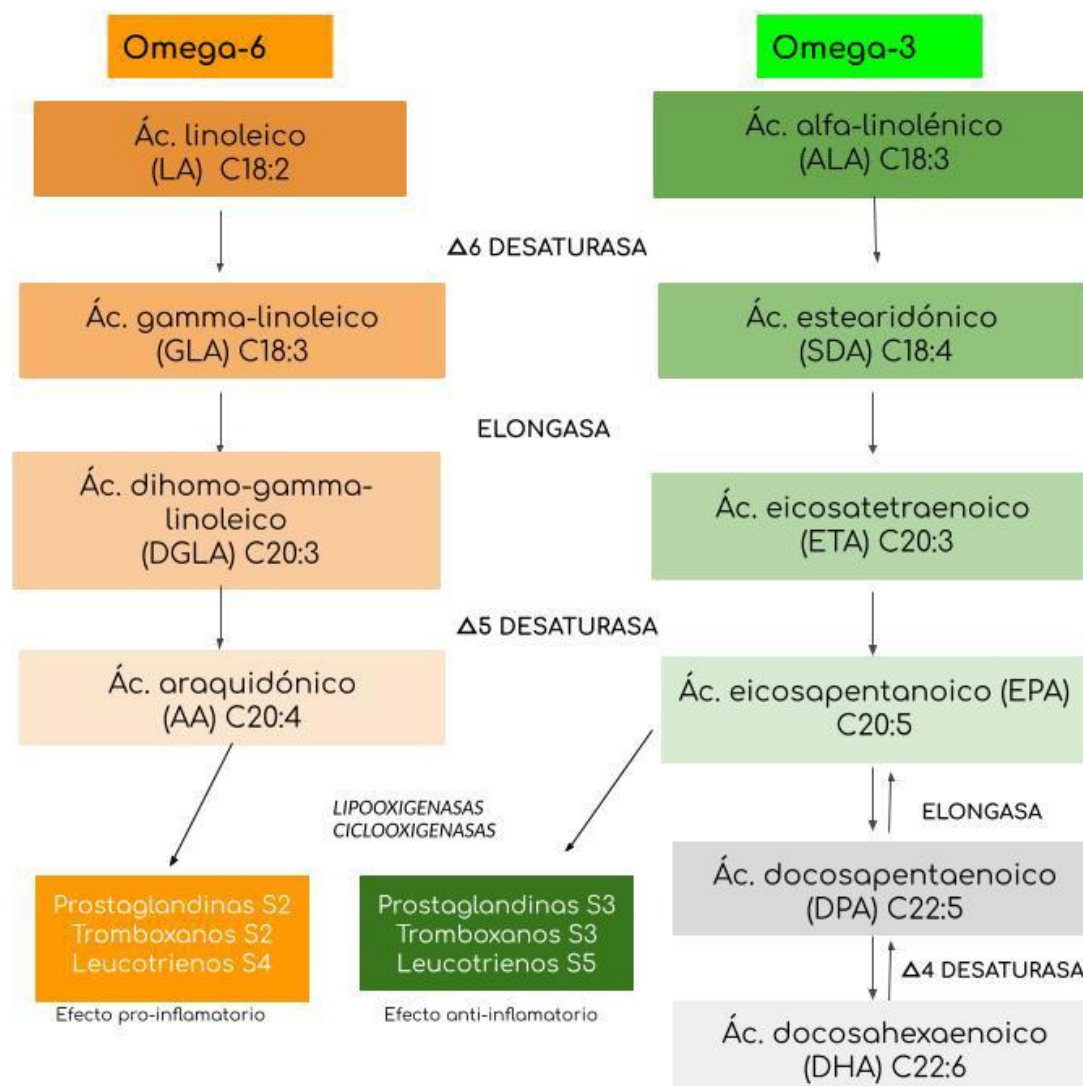 Omega-6
Omega-3
Ác. linoleico
(LA) C18:2
Ác. alfa-linolénico
(ALA) C18:3
Δ6 DESATURASA
Ác. gamma-linoleico
(GLA) C18:3
Ác. estearidónico
(SDA) C18:4
ELONGASA
Ác. dihomo-gamma-
linoleico
(DGLA) C20:3
Ác. eicosatetraenoico
(ETA) C20:3
Δ5 DESATURASA
Ác. araquidónico
(AA) C20:4
Ác. eicosapentanoico (EPA)
C20:5
LIPOOXIGENASAS
CICLOOXIGENASAS
ELONGASA
Prostaglandinas S2
Tromboxanos S2
Leucotrienos S4
Efecto pro-inflamatorio
Prostaglandinas S3
Tromboxanos S3
Leucotrienos S5
Efecto anti-inflamatorio
Ác. docosapentaenoico
(DPA) C22:5
Δ4 DESATURASA
Ác. docosahexaenoico
(DHA) C22:6